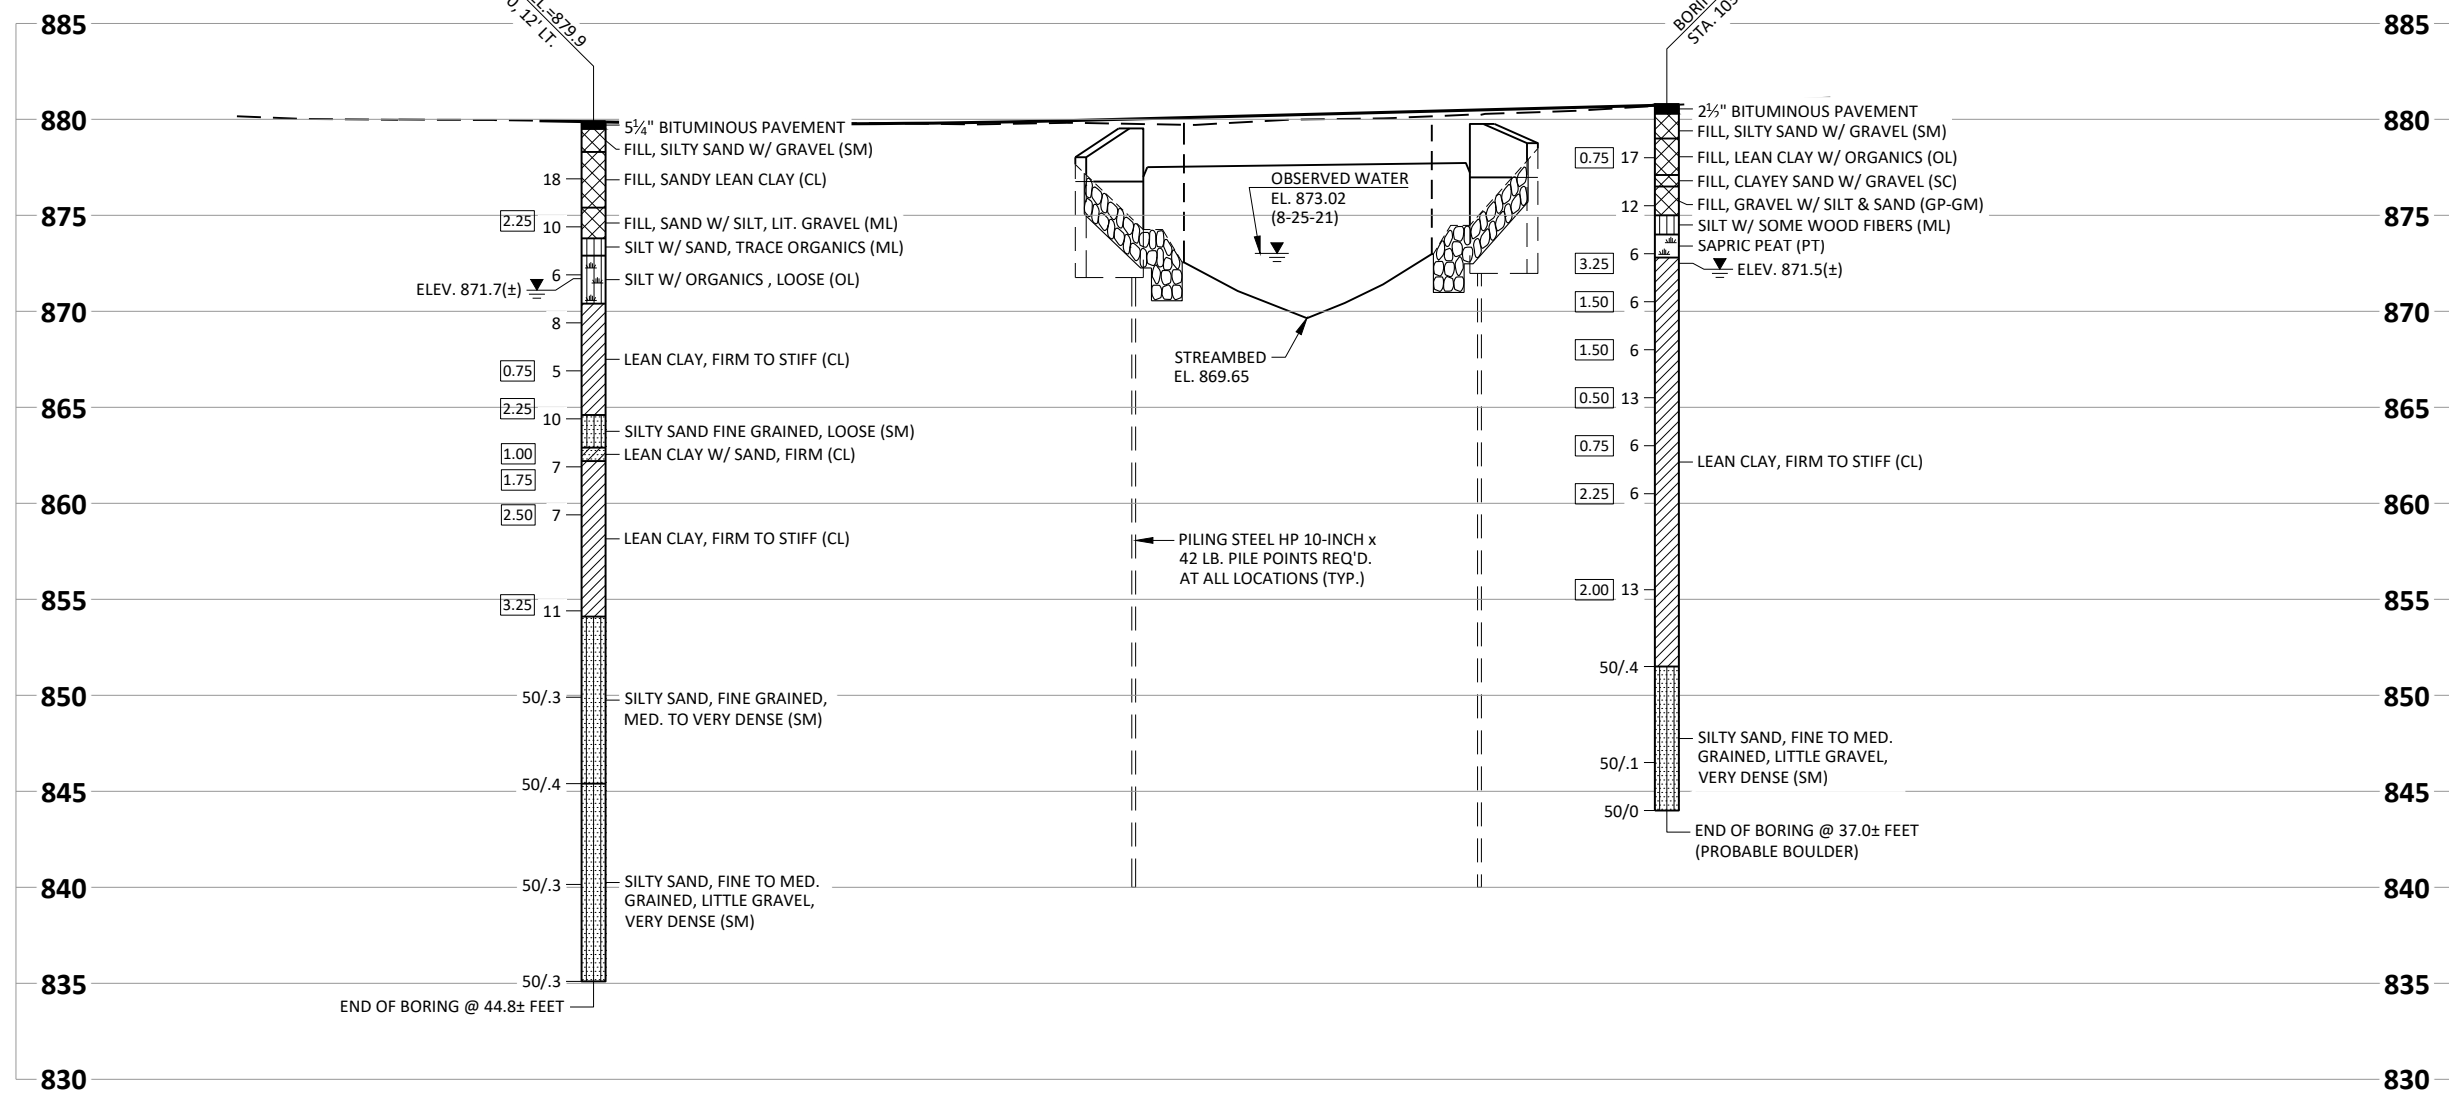 885
880
875
870
865
860
855
850
845
840
835
830
.=879.9
0, 12' LT.
5¼" BITUMINOUS PAVEMENT
FILL, SILTY SAND W/ GRAVEL (SM)
18
FILL, SANDY LEAN CLAY (CL)
2.25 10
FILL, SAND W/ SILT, LIT. GRAVEL (ML)
SILT W/ SAND, TRACE ORGANICS (ML)
6
SILT W/ ORGANICS , LOOSE (OL)
ELEV. 871.7(±)
8
LEAN CLAY, FIRM TO STIFF (CL)
0.75 5
2.25
10
SILTY SAND FINE GRAINED, LOOSE (SM)
1.00
LEAN CLAY W/ SAND, FIRM (CL)
7
1.75
2.50 7
LEAN CLAY, FIRM TO STIFF (CL)
3.25 11
50/.3
SILTY SAND, FINE GRAINED,
MED. TO VERY DENSE (SM)
50/.4
50/.3
SILTY SAND, FINE TO MED.
GRAINED, LITTLE GRAVEL,
VERY DENSE (SM)
50/.3
END OF BORING @ 44.8± FEET
OBSERVED WATER
EL. 873.02
(8-25-21)
STREAMBED
EL. 869.65
PILING STEEL HP 10-INCH x
42 LB. PILE POINTS REQ'D.
AT ALL LOCATIONS (TYP.)
STA.
2½" BITUMINOUS PAVEMENT
FILL, SILTY SAND W/ GRAVEL (SM)
0.75 17
FILL, LEAN CLAY W/ ORGANICS (OL)
FILL, CLAYEY SAND W/ GRAVEL (SC)
12
FILL, GRAVEL W/ SILT & SAND (GP-GM)
SILT W/ SOME WOOD FIBERS (ML)
SAPRIC PEAT (PT)
3.25 6
ELEV. 871.5(±)
1.50 6
1.50 6
0.50 13
0.75 6
LEAN CLAY, FIRM TO STIFF (CL)
2.25 6
2.00 13
50/.4
SILTY SAND, FINE TO MED.
GRAINED, LITTLE GRAVEL,
VERY DENSE (SM)
50/.1
50/0
END OF BORING @ 37.0± FEET
(PROBABLE BOULDER)
885
880
875
870
865
860
855
850
845
840
835
830